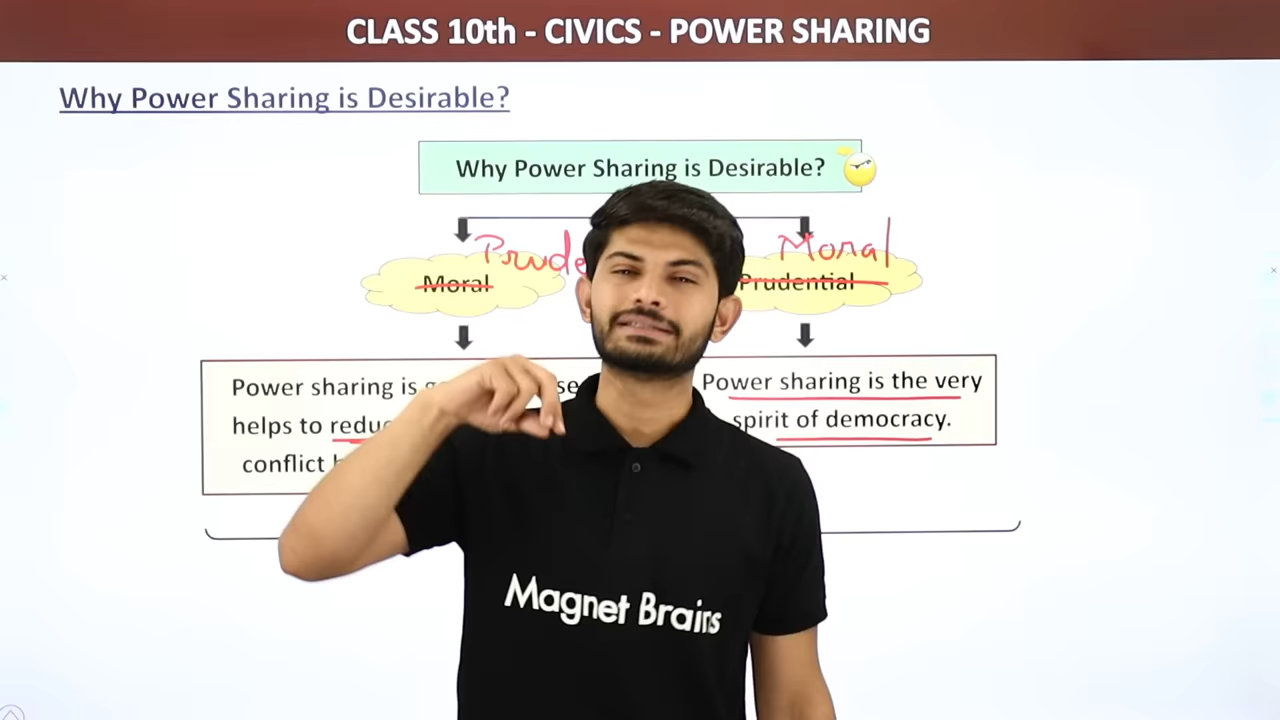 CLASS 10th - CIVICS - POWER SHARING
Why Power Sharing is Desirable?
Why Power Sharing is Desirable?
Prude Moral
Moral Prudential
Power sharing is
helps to redu
conflict
Power sharing is the very
spirit of democracy.
Magnet Brains